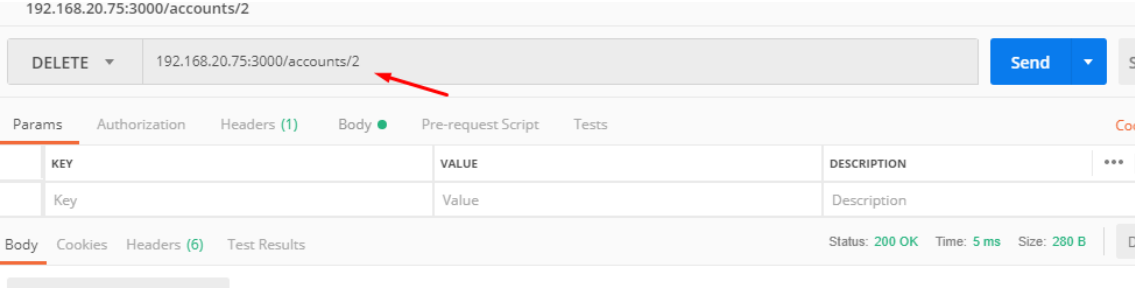 192.168.20.75:3000/accounts/2
DELETE 192.168.20.75:3000/accounts/2 Send
Params Authorization Headers (1) Body Pre-request Script Tests
KEY VALUE DESCRIPTION •••
Key Value Description
Body Cookies Headers (6) Test Results Status: 200 OK Time: 5 ms Size: 280 B